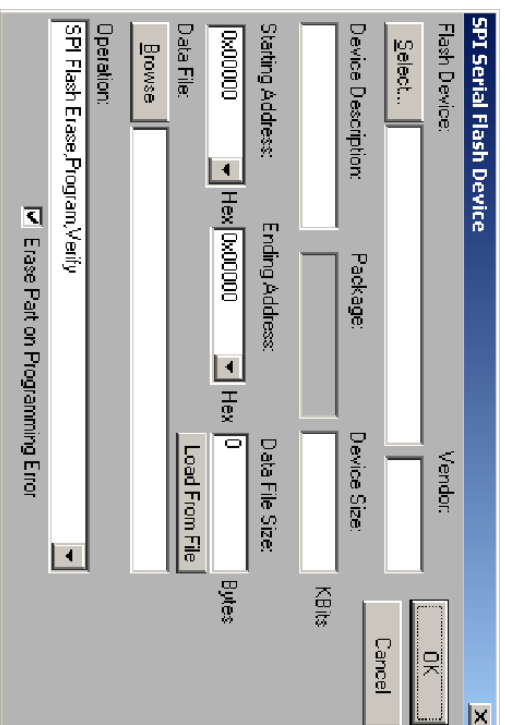 SPI Serial Flash Device
X
Flash Device:
Vendor:
Select...
OK
Cancel
Device Description:
Package:
Device Size:
KBits
Starting Address:
Ending Address:
Data File Size:
0x00000
Hex
0x00000
Hex
0
Bytes
Data File:
Load From File
Browse
Operation:
SPI Flash Erase,Program,Verify
Erase Part on Programming Error